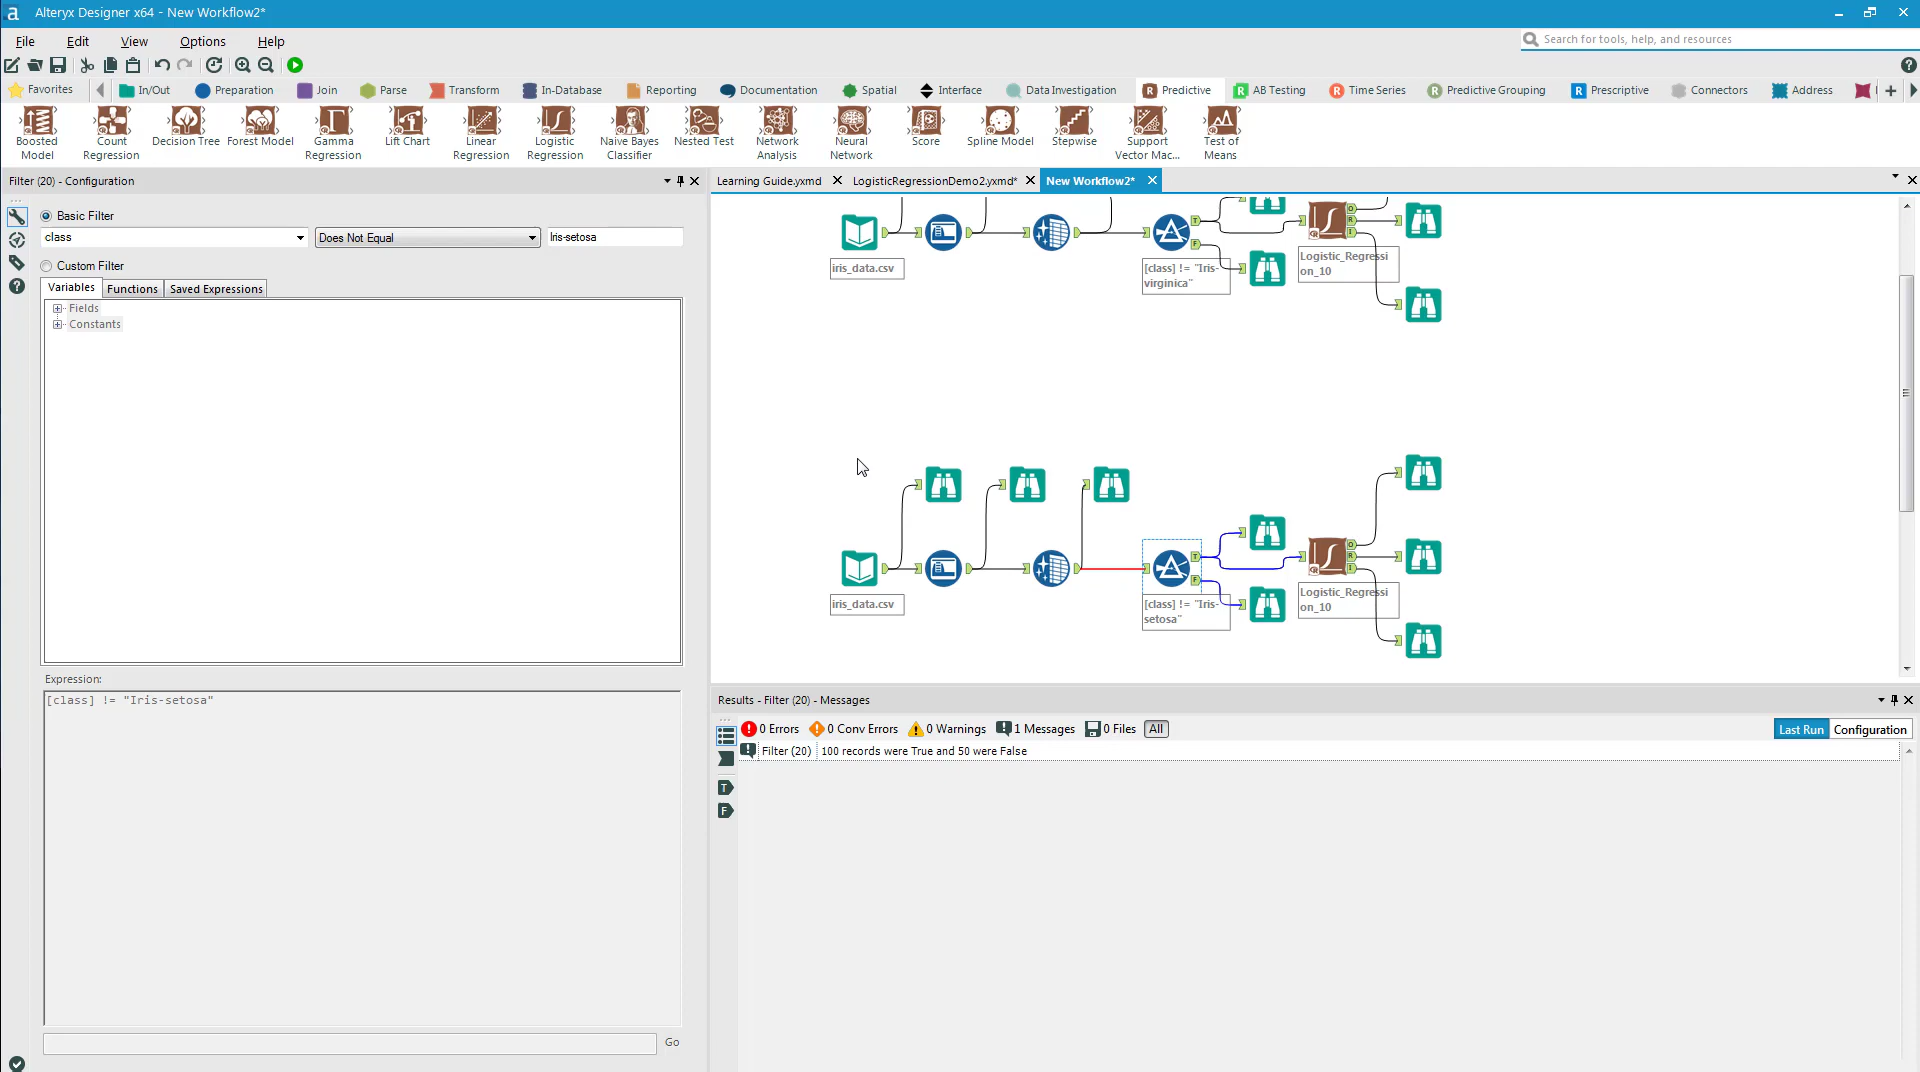 a Alteryx Designer x64 - New Workflow2*
File Edit View Options Help
Search for tools, help, and resources
Favorites In/Out Preparation Join Parse Transform In-Database Reporting Documentation Spatial Interface Data Investigation Predictive AB Testing Time Series Predictive Grouping Prescriptive Connectors Address
Boosted Model
Count Regression
Decision Tree
Forest Model
Gamma Regression
Lift Chart
Linear Regression
Logistic Regression
Naive Bayes Classifier
Nested Test
Network Analysis
Neural Network
Score
Spline Model
Stepwise
Support Vector Mac...
Test of Means
Filter (20) - Configuration
Basic Filter
class Does Not Equal Iris-setosa
Custom Filter
Variables Functions Saved Expressions
Fields
Constants
Expression:
[class] != "Iris-setosa"
Go
Learning Guide.yxmd LogisticRegressionDemo2.yxmd* New Workflow2*
iris_data.csv
T
F
[class] != "Iris-
virginica"
O
R
I
Logistic_Regressi
on_10
iris_data.csv
T
F
[class] != "Iris-
setosa"
O
R
I
Logistic_Regressi
on_10
Results - Filter (20) - Messages
0 Errors 0 Conv Errors 0 Warnings 1 Messages 0 Files All Last Run Configuration
Filter (20) 100 records were True and 50 were False
T
F